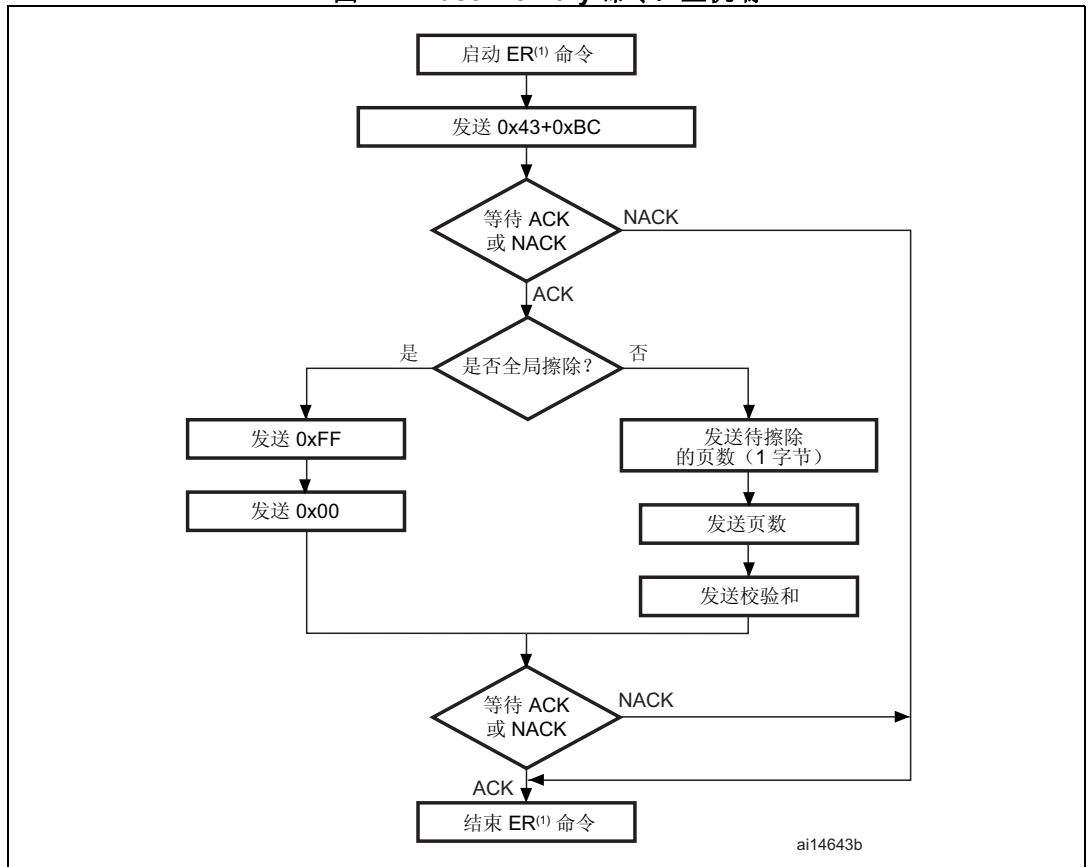 启动 ER(1) 命令
发送 0x43+0xBC
等待 ACK
或 NACK
NACK
ACK
是否全局擦除？
是
否
发送 0xFF
发送 0x00
发送待擦除
的页数（1 字节）
发送页数
发送校验和
等待 ACK
或 NACK
NACK
ACK
结束 ER(1) 命令
ai14643b